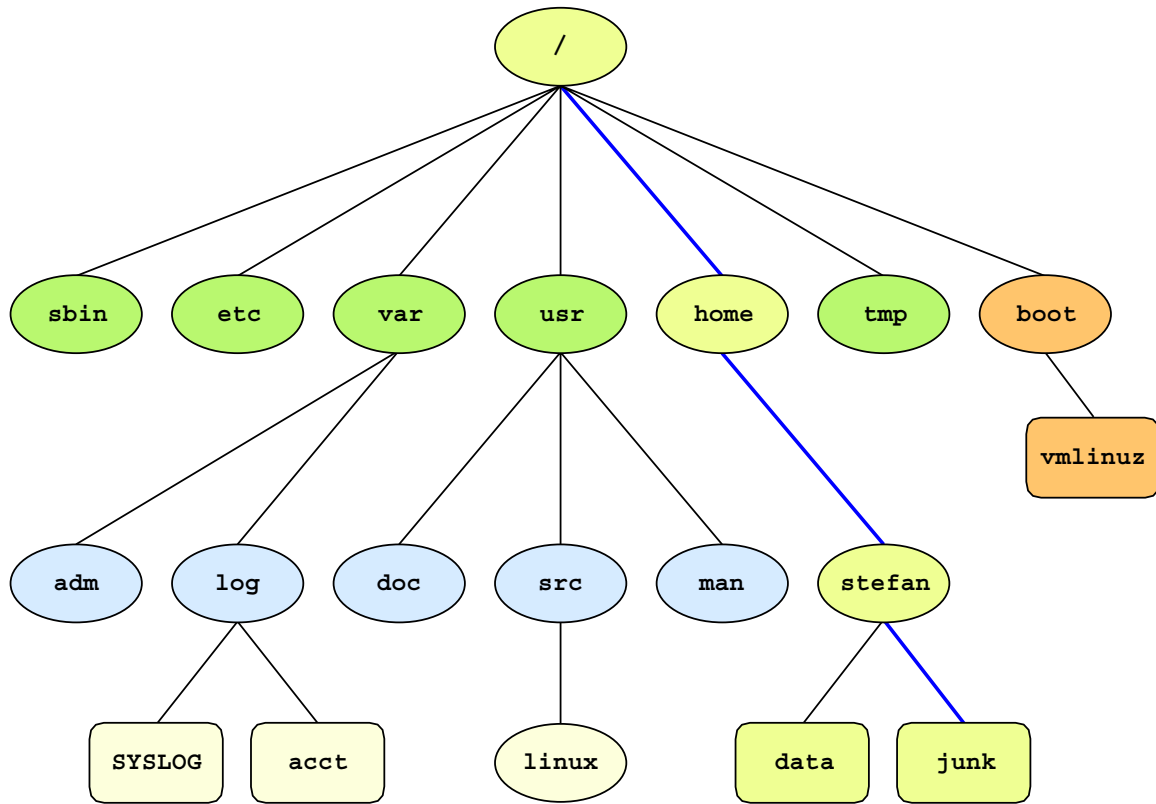 /
sbin etc var usr home tmp boot
vmlinuz
adm log doc src man stefan
SYSLOG acct linux data junk